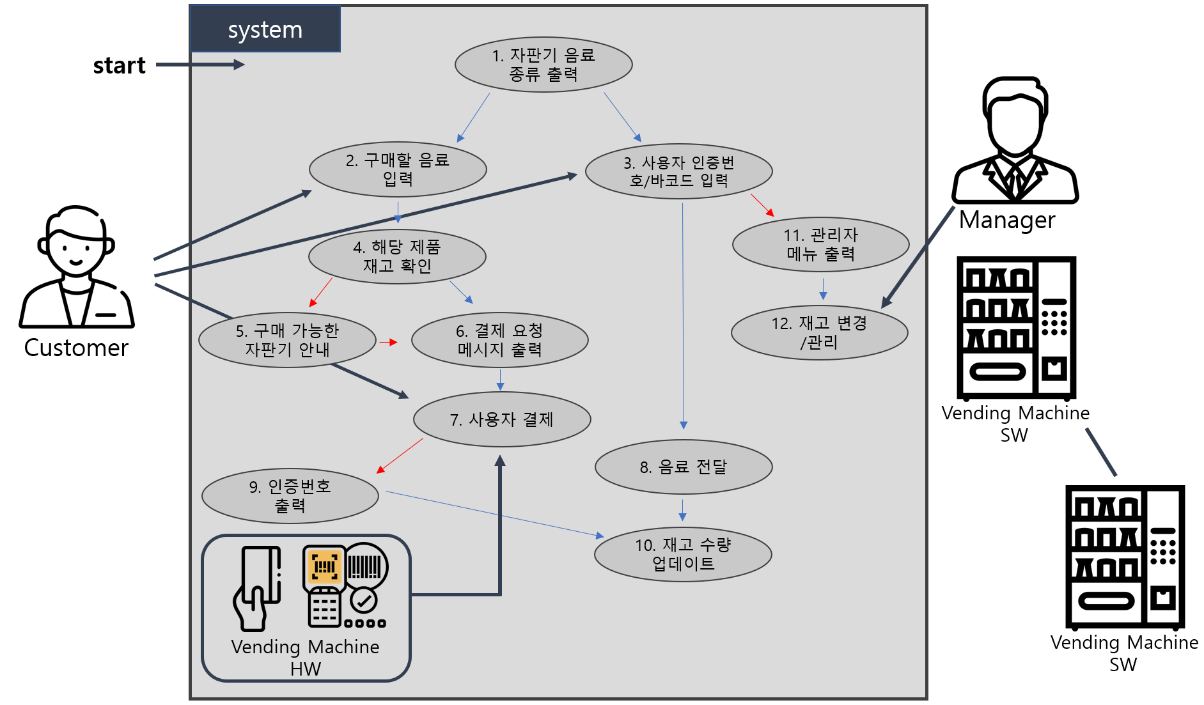 system
start
1. 자판기 음료
종류 출력
2. 구매할 음료
입력
3. 사용자 인증번
호/바코드 입력
Manager
11. 관리자
메뉴 출력
4. 해당 제품
재고 확인
Customer
5. 구매 가능한
자판기 안내
6. 결제 요청
메시지 출력
12. 재고 변경
/관리
Vending Machine
SW
7. 사용자 결제
8. 음료 전달
9. 인증번호
출력
10. 재고 수량
업데이트
Vending Machine
HW
Vending Machine
SW